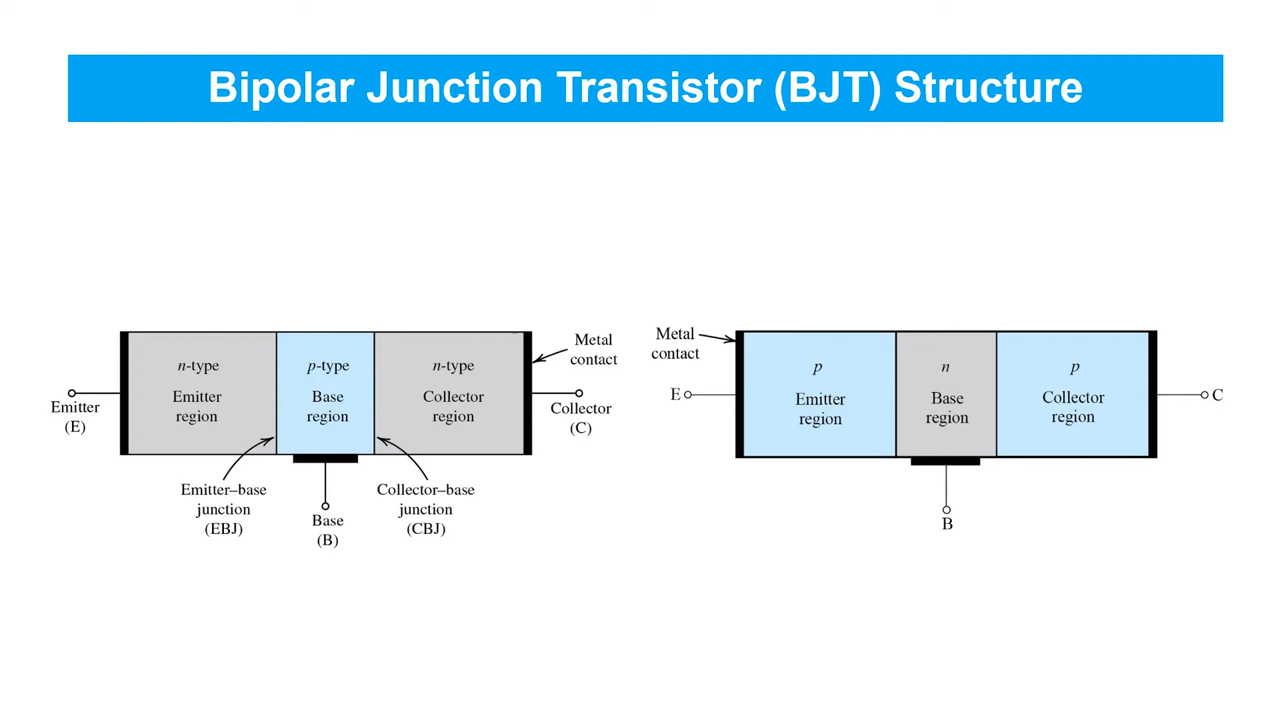 Bipolar Junction Transistor (BJT) Structure
n-type
Emitter
region
p-type
Base
region
n-type
Collector
region
Metal
contact
Emitter
(E)
Collector
(C)
Emitter–base
junction
(EBJ)
Base
(B)
Collector–base
junction
(CBJ)
Metal
contact
p
Emitter
region
n
Base
region
p
Collector
region
E
C
B